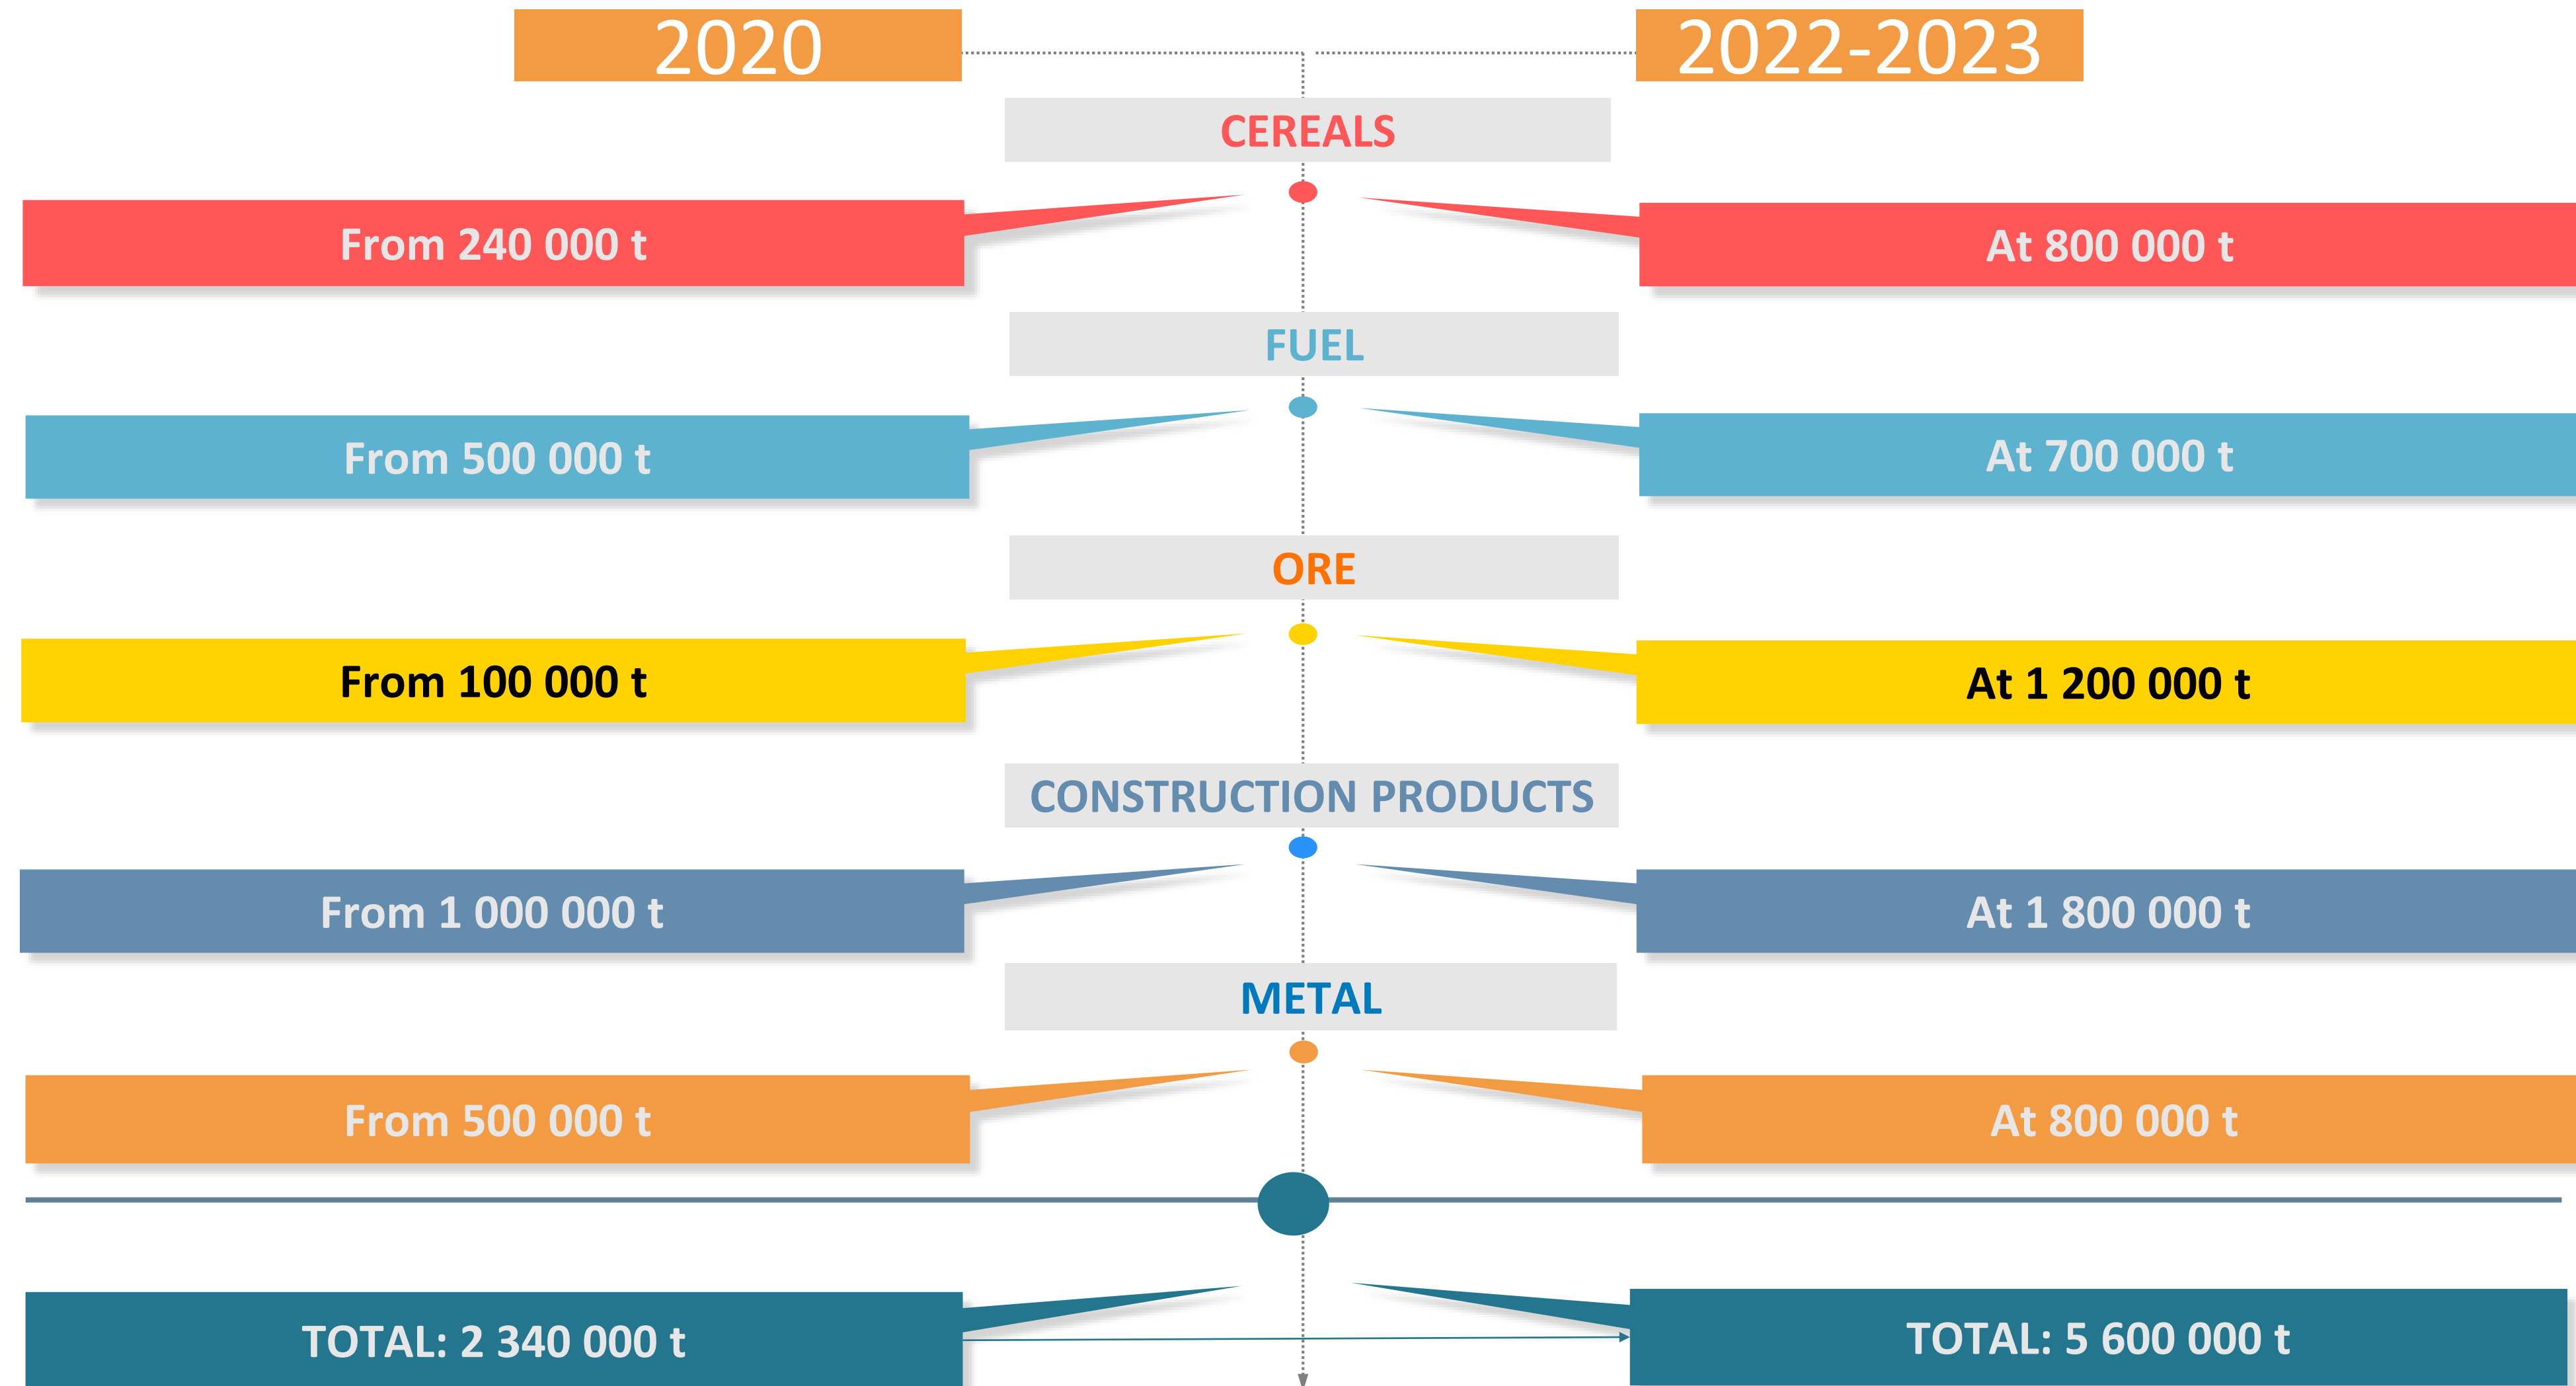 2020
2022-2023
CEREALS
From 240 000 t
At 800 000 t
FUEL
From 500 000 t
At 700 000 t
ORE
From 100 000 t
At 1 200 000 t
CONSTRUCTION PRODUCTS
From 1 000 000 t
At 1 800 000 t
METAL
From 500 000 t
At 800 000 t
TOTAL: 2 340 000 t
TOTAL: 5 600 000 t